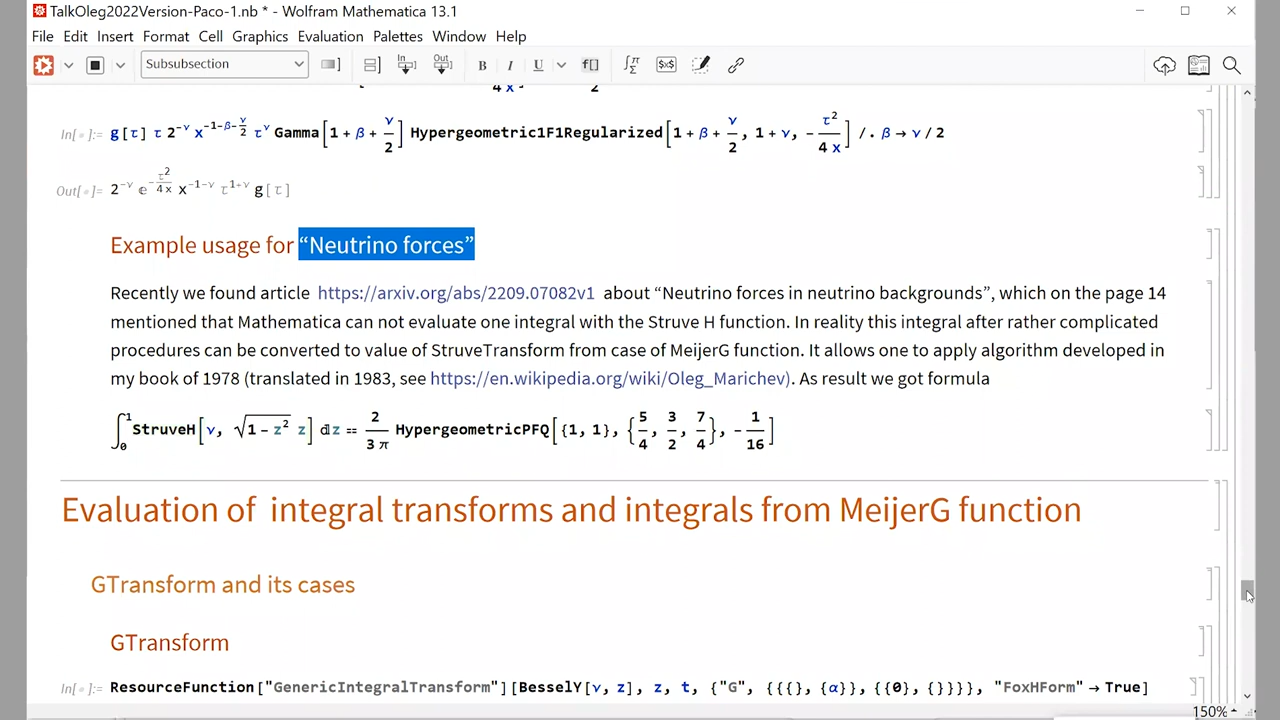 TalkOleg2022Version-Paco-1.nb * - Wolfram Mathematica 13.1
File Edit Insert Format Cell Graphics Evaluation Palettes Window Help
Subsubsection In[] Out[] B I U f[]
4 x 2
In[∘]:= g[τ] τ 2^-ν x^(-1-β-ν/2) τ^ν Gamma[1 + β + ν/2] Hypergeometric1F1Regularized[1 + β + ν/2, 1 + ν, -τ^2/(4 x)] /. β → ν / 2
Out[∘]= 2^-ν ⅇ^(-τ^2/(4 x)) x^(-1-ν) τ^(1+ν) g[τ]
Example usage for “Neutrino forces”
Recently we found article https://arxiv.org/abs/2209.07082v1 about “Neutrino forces in neutrino backgrounds”, which on the page 14
mentioned that Mathematica can not evaluate one integral with the Struve H function. In reality this integral after rather complicated
procedures can be converted to value of StruveTransform from case of MeijerG function. It allows one to apply algorithm developed in
my book of 1978 (translated in 1983, see https://en.wikipedia.org/wiki/Oleg_Marichev). As result we got formula
∫_0^1 StruveH[ν, √(1 - z^2) z] ⅆz == 2/(3 π) HypergeometricPFQ[{1, 1}, {5/4, 3/2, 7/4}, -1/16]
Evaluation of integral transforms and integrals from MeijerG function
GTransform and its cases
GTransform
In[∘]:= ResourceFunction["GenericIntegralTransform"][BesselY[ν, z], z, t, {"G", {{{}, {α}}, {{0}, {}}}}, "FoxHForm" → True]
150%